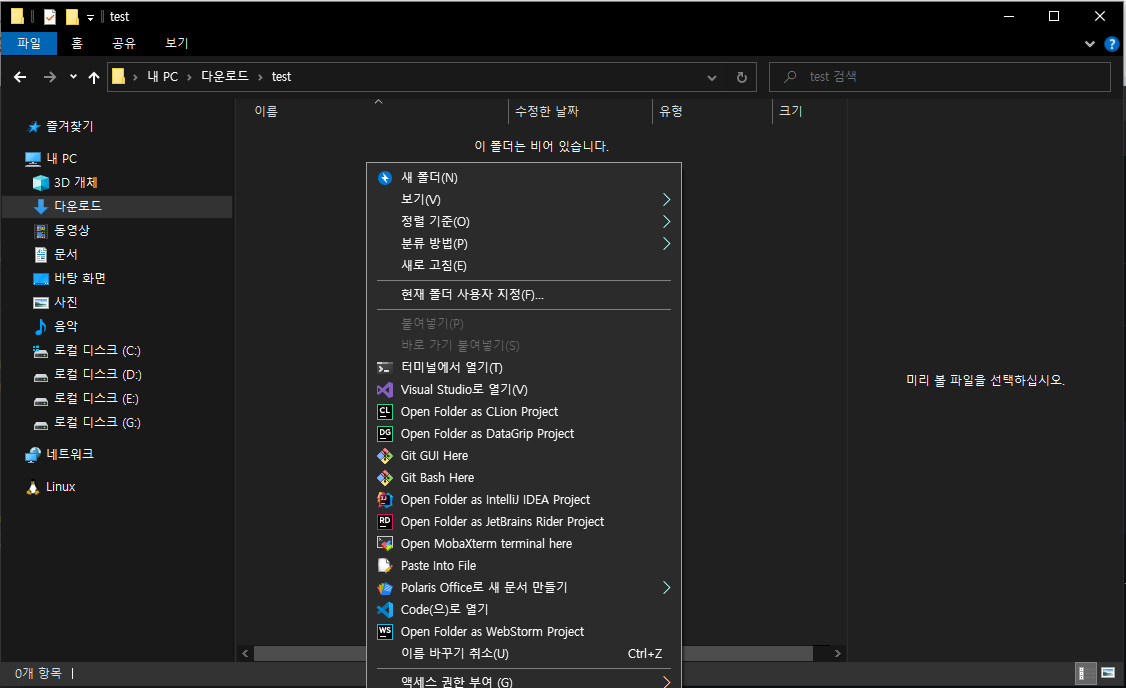 test
파일 홈 공유 보기
내 PC 다운로드 test
test 검색
이름 수정한 날짜 유형 크기
이 폴더는 비어 있습니다.
즐겨찾기
내 PC
3D 개체
다운로드
동영상
문서
바탕 화면
사진
음악
로컬 디스크 (C:)
로컬 디스크 (D:)
로컬 디스크 (E:)
로컬 디스크 (G:)
네트워크
Linux
새 폴더(N)
보기(V)
정렬 기준(O)
분류 방법(P)
새로 고침(E)
현재 폴더 사용자 지정(F)...
붙여넣기(P)
바로 가기 붙여넣기(S)
터미널에서 열기(T)
Visual Studio로 열기(V)
CL Open Folder as CLion Project
DG Open Folder as DataGrip Project
Git GUI Here
Git Bash Here
IJ Open Folder as IntelliJ IDEA Project
RD Open Folder as JetBrains Rider Project
Open MobaXterm terminal here
Paste Into File
Polaris Office로 새 문서 만들기
Code(으)로 열기
WS Open Folder as WebStorm Project
이름 바꾸기 취소(U) Ctrl+Z
액세스 권한 부여 (G)
미리 볼 파일을 선택하십시오.
0개 항목